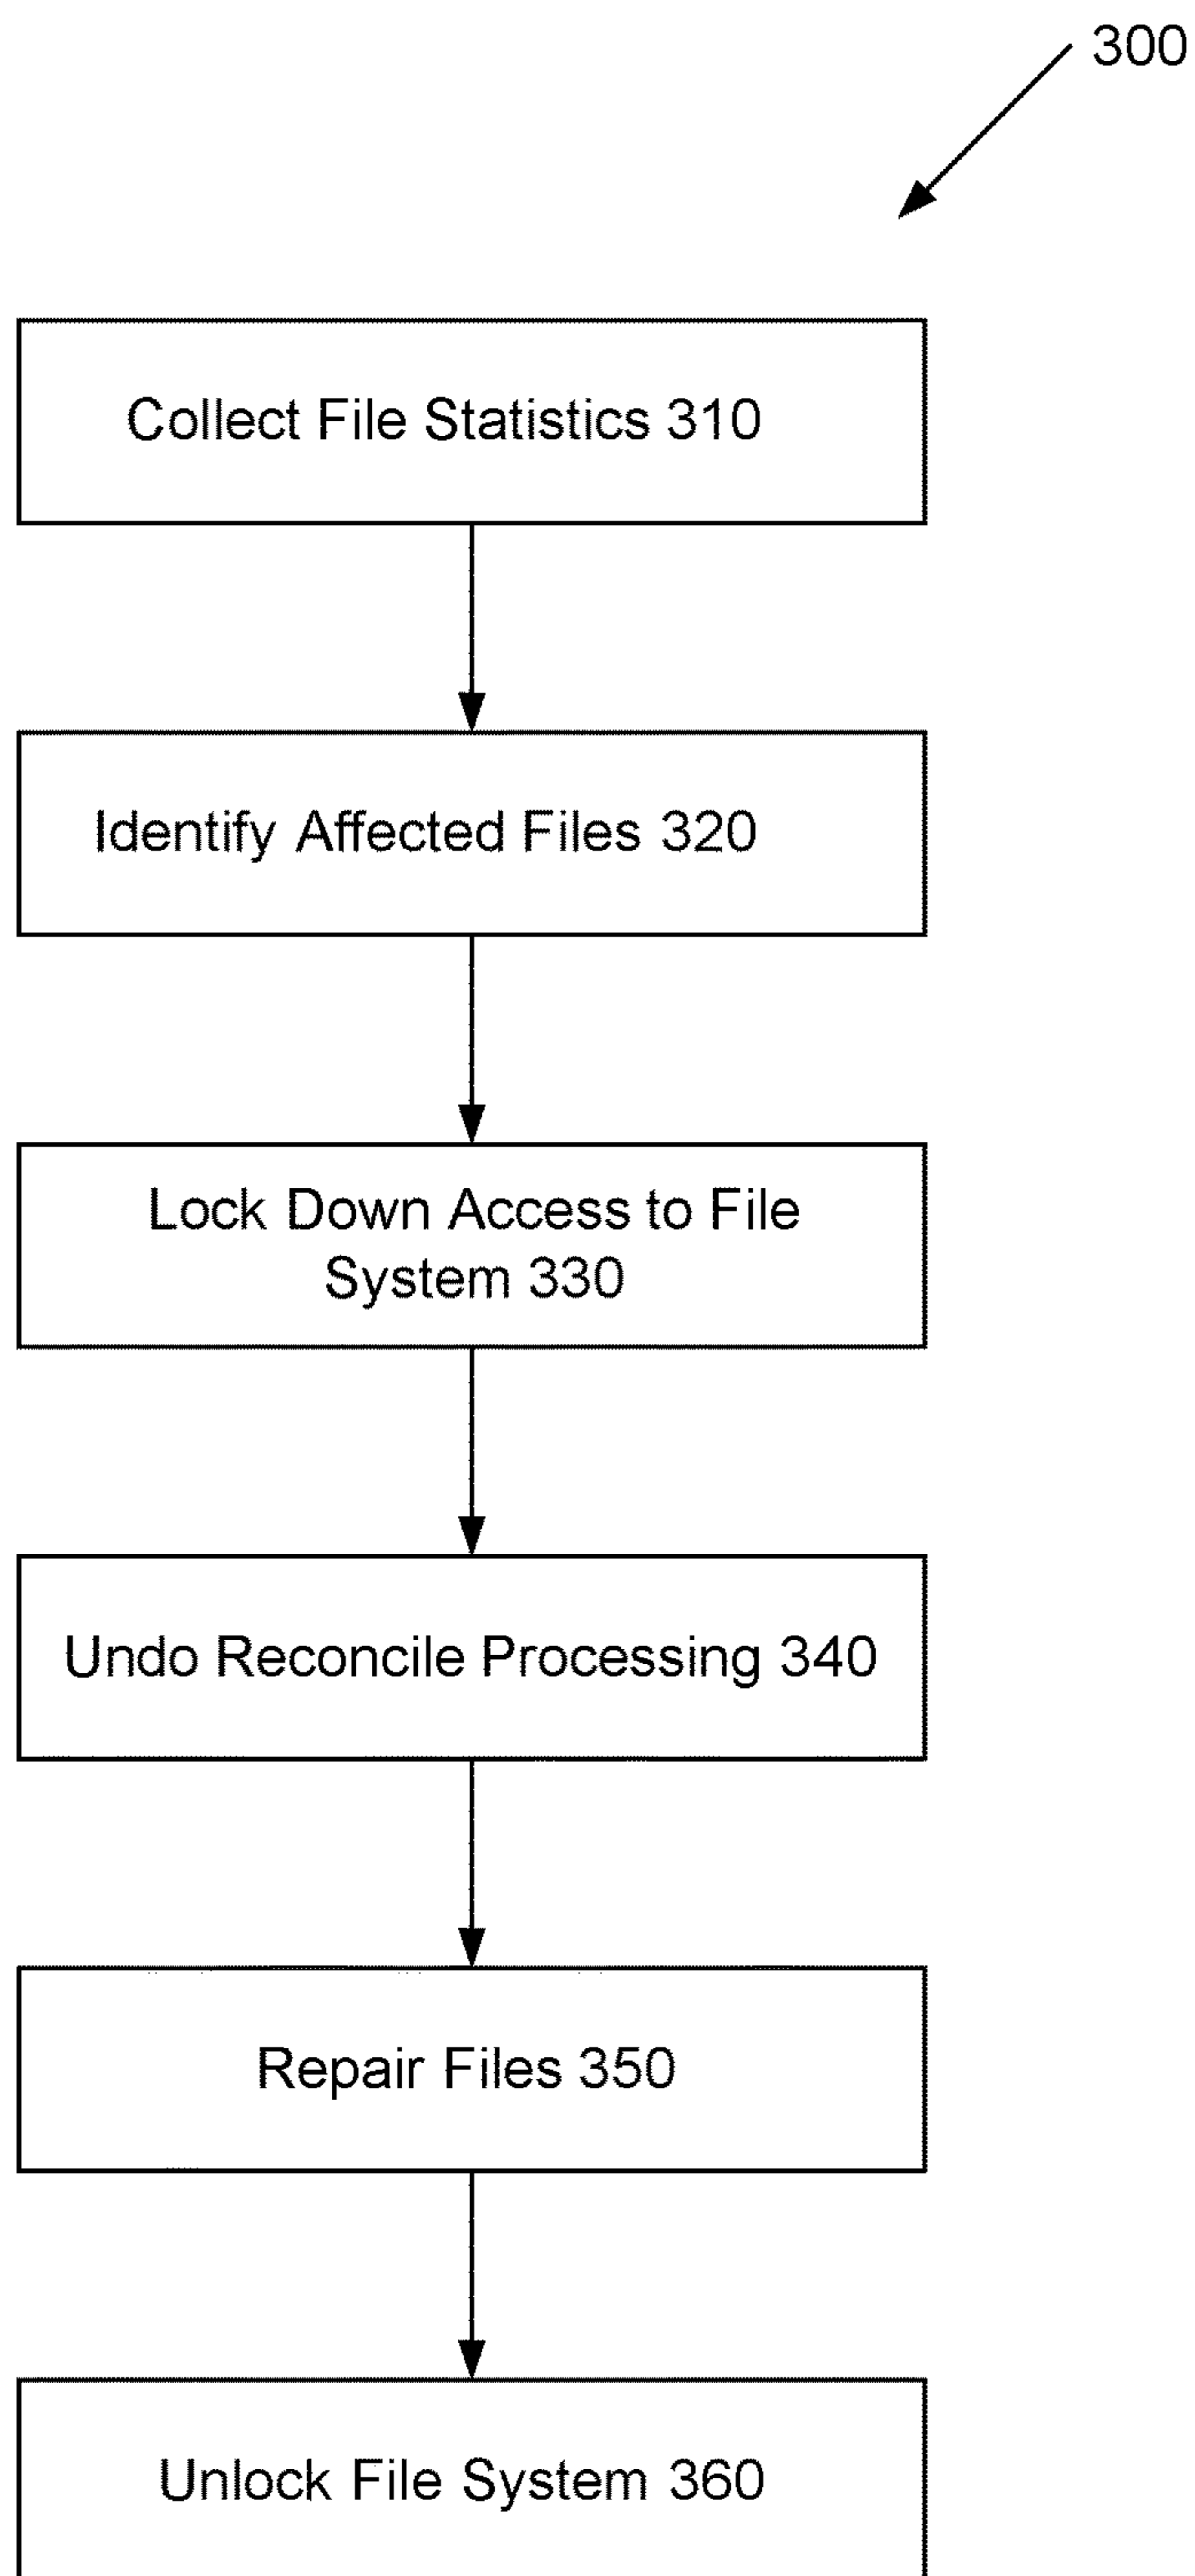 300
Collect File Statistics 310
Identify Affected Files 320
Lock Down Access to File
System 330
Undo Reconcile Processing 340
Repair Files 350
Unlock File System 360